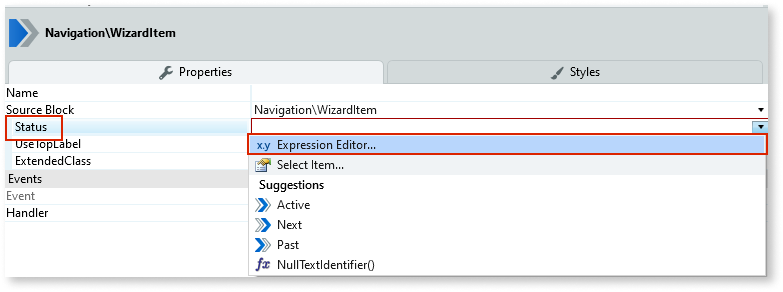 Navigation\WizardItem
Properties
Styles
Name
Source Block Navigation\WizardItem
Status
UseTopLabel
ExtendedClass
Events
Event
Handler
x.y Expression Editor...
Select Item...
Suggestions
Active
Next
Past
fx NullTextIdentifier()